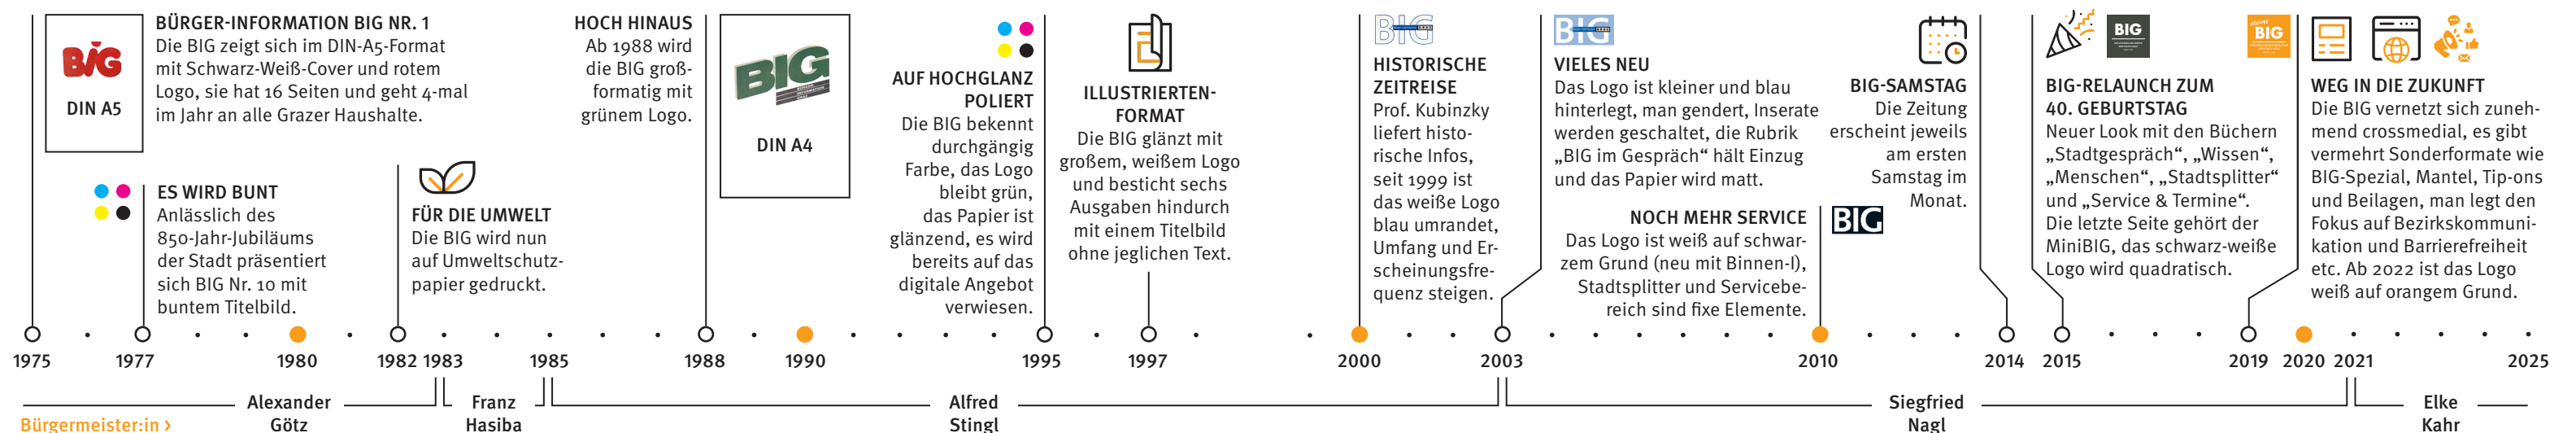 BIG
DIN A5
BÜRGER-INFORMATION BIG NR. 1
Die BIG zeigt sich im DIN-A5-Format
mit Schwarz-Weiß-Cover und rotem
Logo, sie hat 16 Seiten und geht 4-mal
im Jahr an alle Grazer Haushalte.
ES WIRD BUNT
Anlässlich des
850-Jahr-Jubiläums
der Stadt präsentiert
sich BIG Nr. 10 mit
buntem Titelbild.
FÜR DIE UMWELT
Die BIG wird nun
auf Umweltschutz-
papier gedruckt.
HOCH HINAUS
Ab 1988 wird
die BIG groß-
formatig mit
grünem Logo.
BIG
DIN A4
AUF HOCHGLANZ
POLIERT
Die BIG bekennt
durchgängig
Farbe, das Logo
bleibt grün,
das Papier ist
glänzend, es wird
bereits auf das
digitale Angebot
verwiesen.
ILLUSTRIERTEN-
FORMAT
Die BIG glänzt mit
großem, weißem Logo
und besticht sechs
Ausgaben hindurch
mit einem Titelbild
ohne jeglichen Text.
BIG
HISTORISCHE
ZEITREISE
Prof. Kubinzky
liefert histo-
rische Infos,
seit 1999 ist
das weiße Logo
blau umrandet,
Umfang und Er-
scheinungsfre-
quenz steigen.
BIG
VIELES NEU
Das Logo ist kleiner und blau
hinterlegt, man gendert, Inserate
werden geschaltet, die Rubrik
„BIG im Gespräch“ hält Einzug
und das Papier wird matt.
NOCH MEHR SERVICE
Das Logo ist weiß auf schwar-
zem Grund (neu mit Binnen-I),
Stadtsplitter und Servicebe-
reich sind fixe Elemente.
BIG
BIG-SAMSTAG
Die Zeitung
erscheint jeweils
am ersten
Samstag im
Monat.
BIG
BIG-RELAUNCH ZUM
40. GEBURTSTAG
Neuer Look mit den Büchern
„Stadtgespräch“, „Wissen“,
„Menschen“, „Stadtsplitter“
und „Service & Termine“.
Die letzte Seite gehört der
MiniBIG, das schwarz-weiße
Logo wird quadratisch.
BIG
WEG IN DIE ZUKUNFT
Die BIG vernetzt sich zuneh-
mend crossmedial, es gibt
vermehrt Sonderformate wie
BIG-Spezial, Mantel, Tip-ons
und Beilagen, man legt den
Fokus auf Bezirkskommuni-
kation und Barrierefreiheit
etc. Ab 2022 ist das Logo
weiß auf orangem Grund.
1975 1977 1980 1982 1983 1985 1988 1990 1995 1997 2000 2003 2010 2014 2015 2019 2020 2021 2025
Bürgermeister:in >
Alexander
Götz
Franz
Hasiba
Alfred
Stingl
Siegfried
Nagl
Elke
Kahr